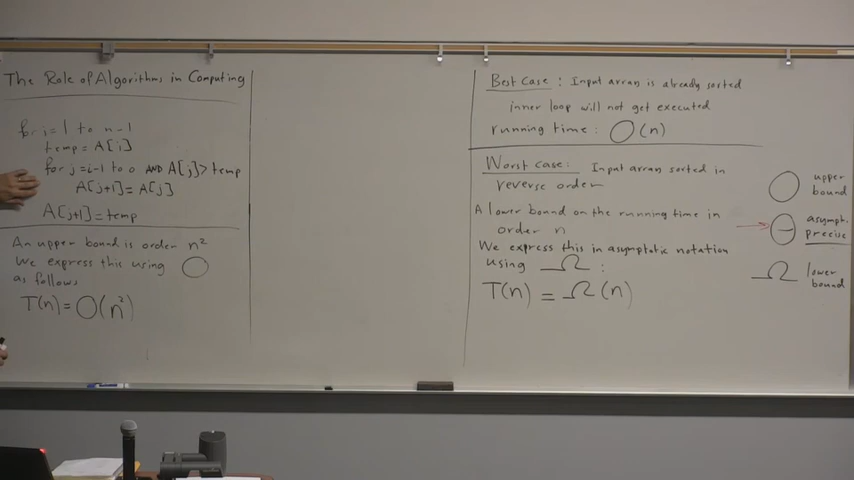 The Role of Algorithms in Computing
for i=1 to n-1
temp = A[i]
for j=i-1 to 0 AND A[j]>temp
A[j+1]=A[j]
A[j+1]=temp
An upper bound is order n²
We express this using O
as follows
T(n)=O(n²)
Best Case: Input array is already sorted
inner loop will not get executed
running time: O(n)
Worst Case: Input array sorted in
reverse order
A lower bound on the running time in
order n
We express this in asymptotic notation
using Ω:
T(n)=Ω(n)
O upper
bound
Θ asympt.
precise
Ω lower
bound